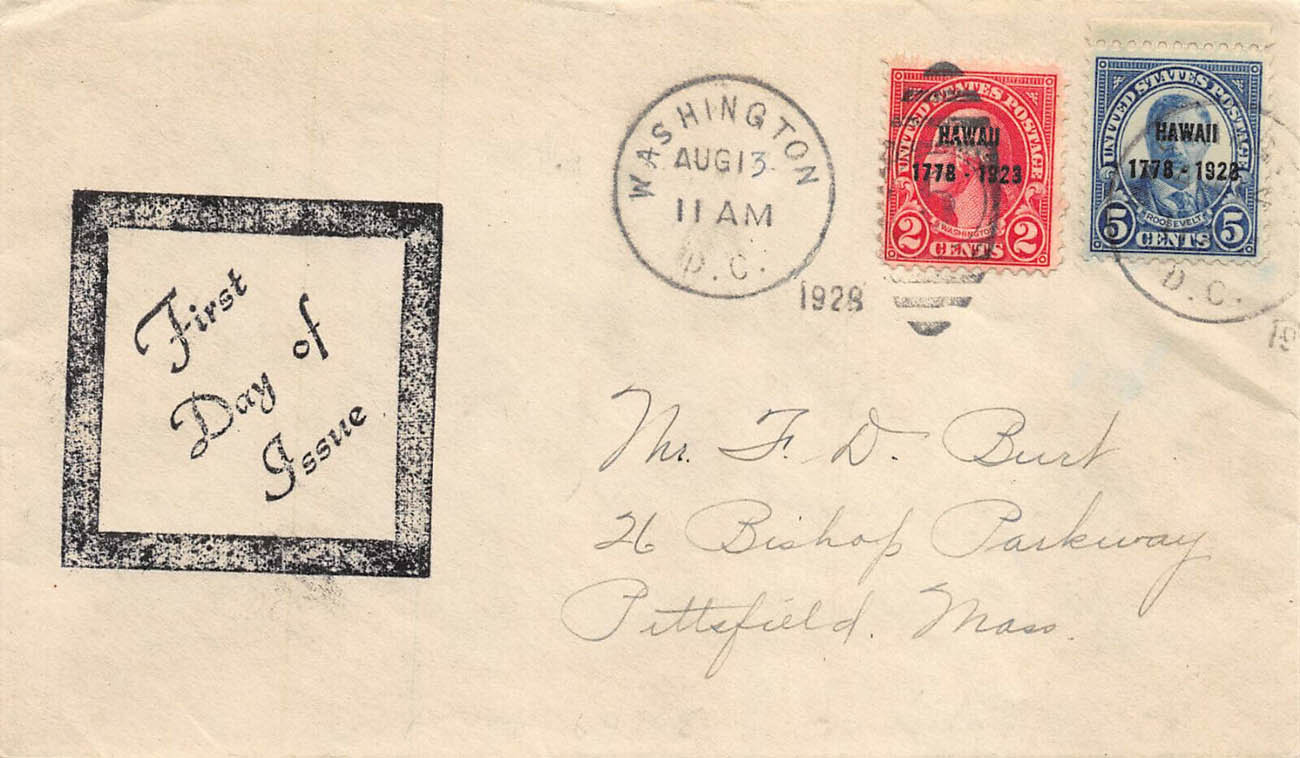 First
Day of
Issue
WASHINGTON
AUG 13
11 AM
D.C.
1928
UNITED STATES POSTAGE
HAWAII
1778 - 1928
WASHINGTON
2 CENTS 2
UNITED STATES POSTAGE
HAWAII
1778 - 1928
ROOSEVELT
5 CENTS 5
D.C.
19
Mr. F. D. Burt
26 Bishop Parkway
Pittsfield. Mass.